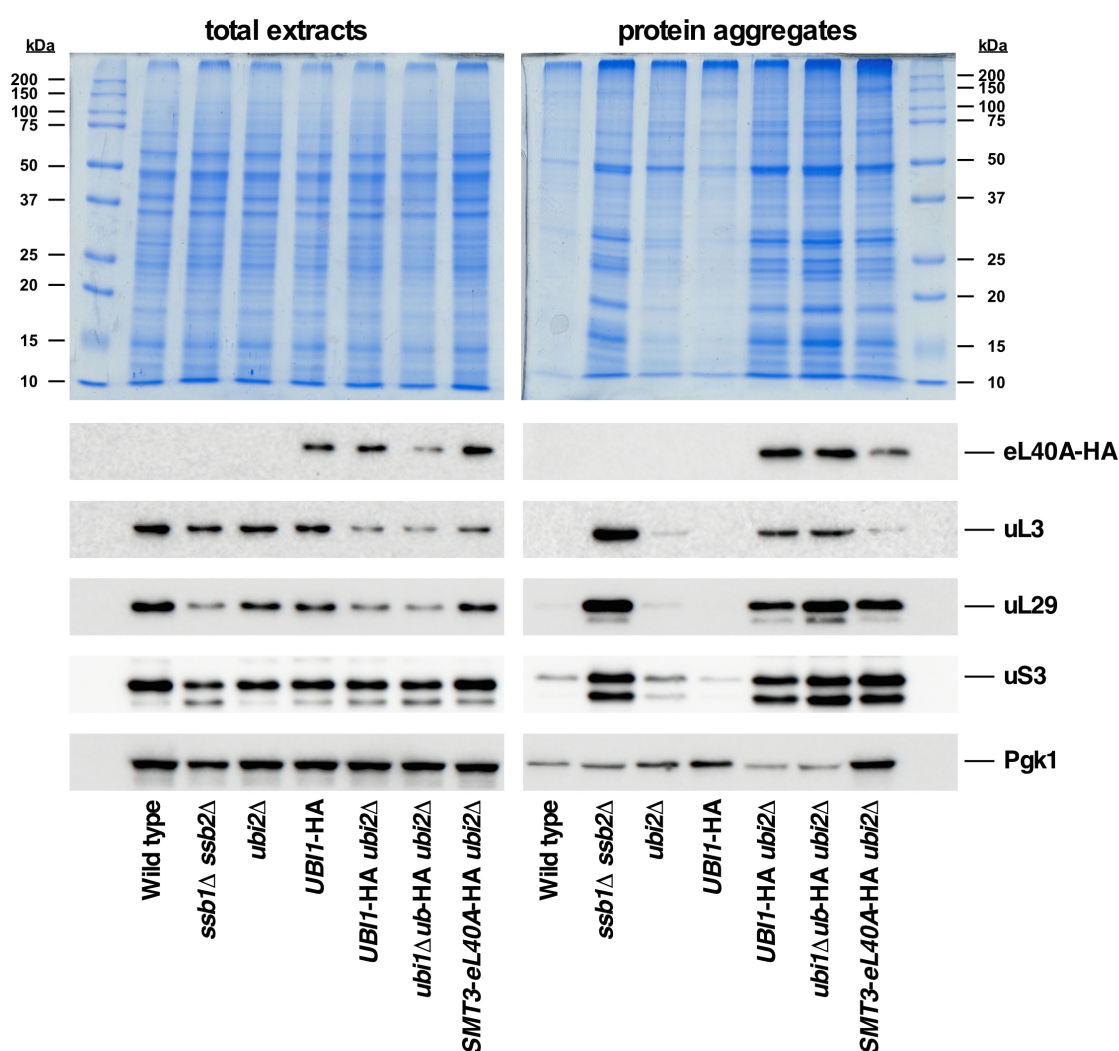 total extracts
protein aggregates
kDa
200
150
100
75
50
37
25
20
15
10
kDa
200
150
100
75
50
37
25
20
15
10
eL40A-HA
uL3
uL29
uS3
Pgk1
Wild type
ssb1Δ ssb2Δ
ubi2Δ
UBI1-HA
UBI1-HA ubi2Δ
ubi1Δub-HA ubi2Δ
SMT3-eL40A-HA ubi2Δ
Wild type
ssb1Δ ssb2Δ
ubi2Δ
UBI1-HA
UBI1-HA ubi2Δ
ubi1Δub-HA ubi2Δ
SMT3-eL40A-HA ubi2Δ